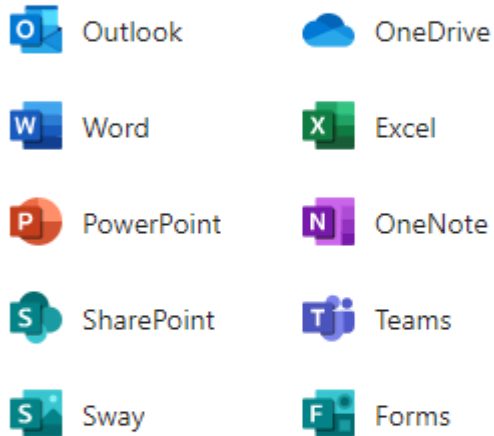 O Outlook
OneDrive
W Word
X Excel
P PowerPoint
N OneNote
S SharePoint
T Teams
S Sway
F Forms